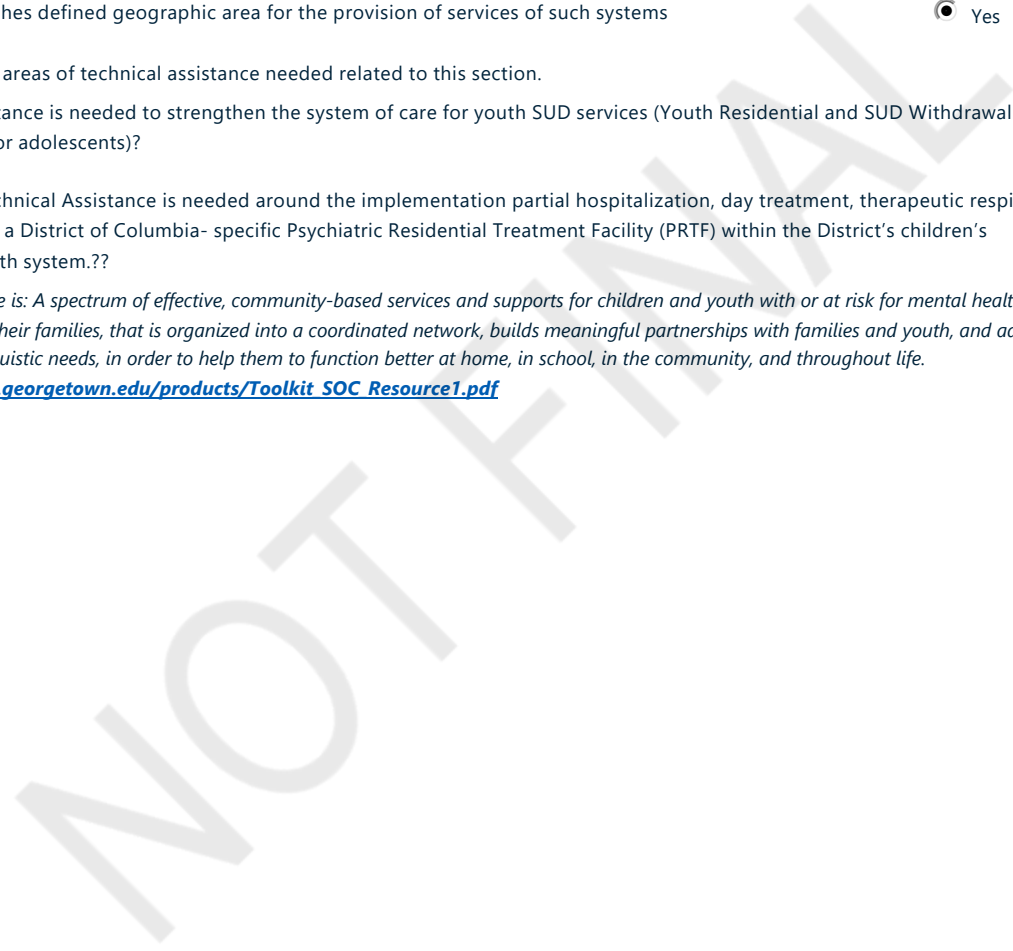 hes defined geographic area for the provision of services of such systems Yes
areas of technical assistance needed related to this section.
tance is needed to strengthen the system of care for youth SUD services (Youth Residential and SUD Withdrawal
or adolescents)?
chnical Assistance is needed around the implementation partial hospitalization, day treatment, therapeutic respi
a District of Columbia- specific Psychiatric Residential Treatment Facility (PRTF) within the District’s children’s
th system.??
e is: A spectrum of effective, community-based services and supports for children and youth with or at risk for mental healt
heir families, that is organized into a coordinated network, builds meaningful partnerships with families and youth, and ad
uistic needs, in order to help them to function better at home, in school, in the community, and throughout life.
.georgetown.edu/products/Toolkit_SOC_Resource1.pdf
NOT FINAL